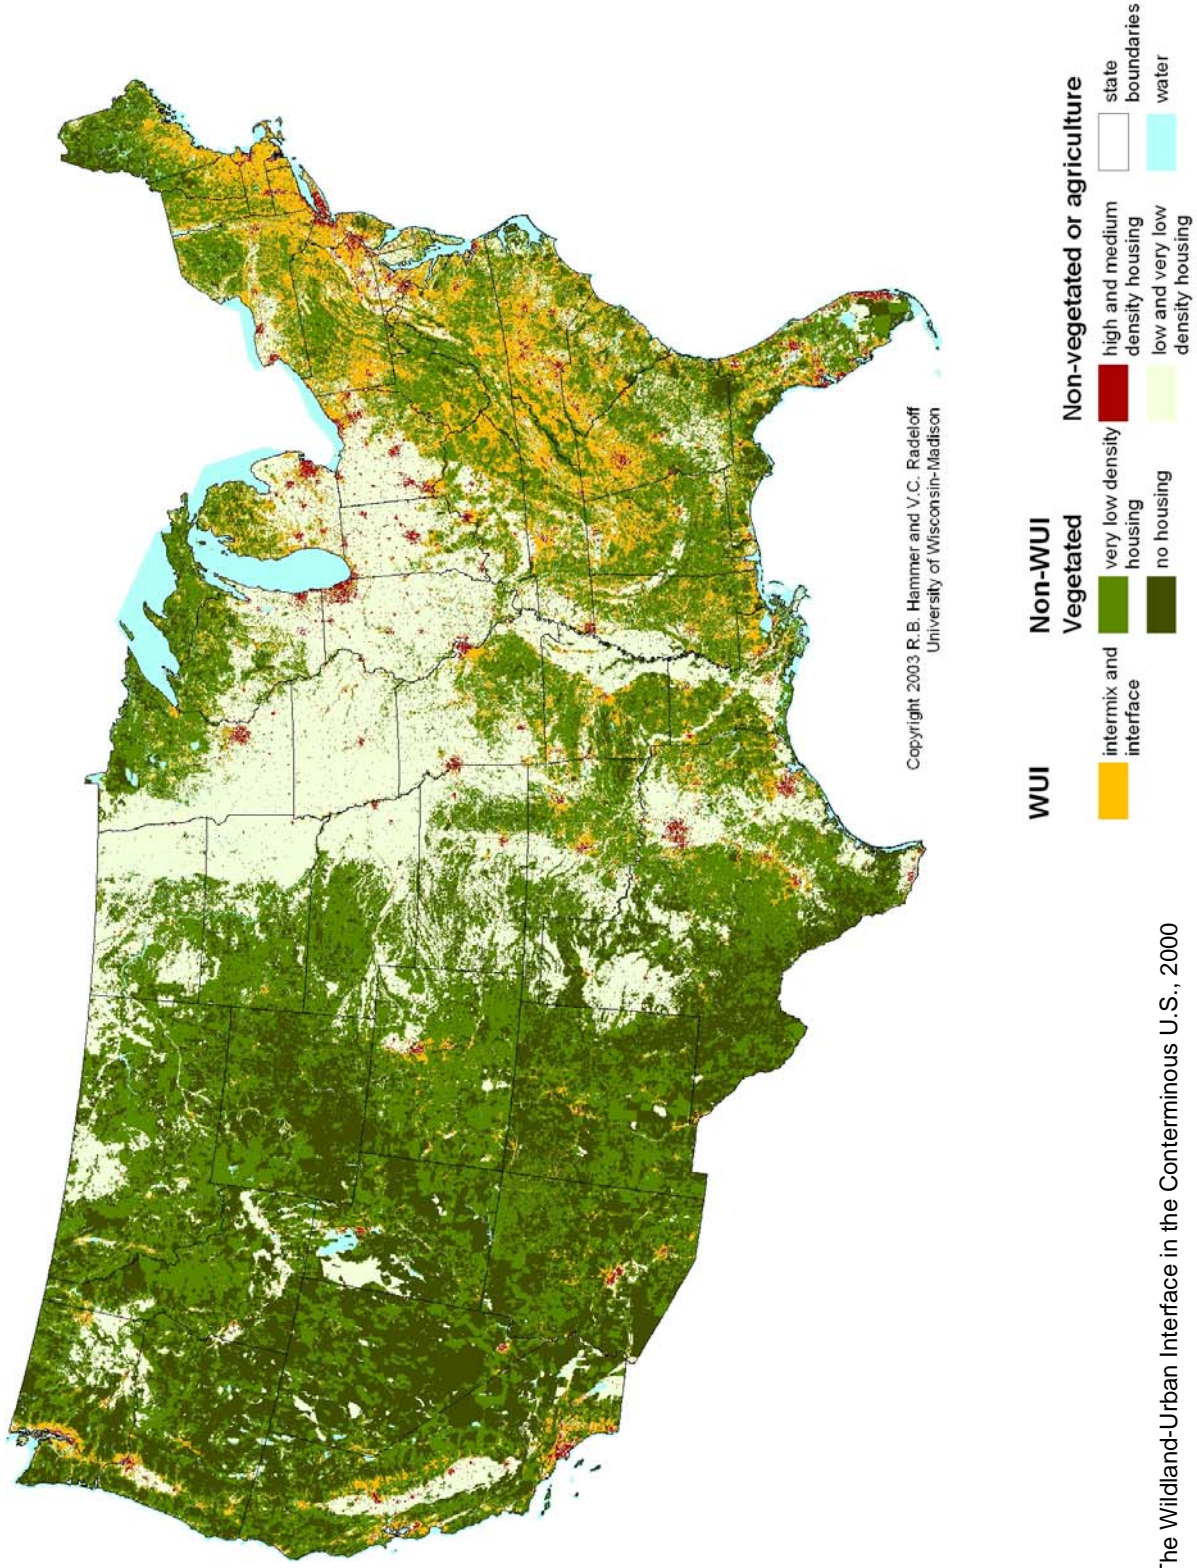 Copyright 2003 R.B. Hammer and V.C. Radeloff
University of Wisconsin-Madison
WUI
intermix and
interface
Non-WUI
Vegetated
very low density
housing
no housing
Non-vegetated or agriculture
high and medium
density housing
low and very low
density housing
state
boundaries
water
The Wildland-Urban Interface in the Conterminous U.S., 2000